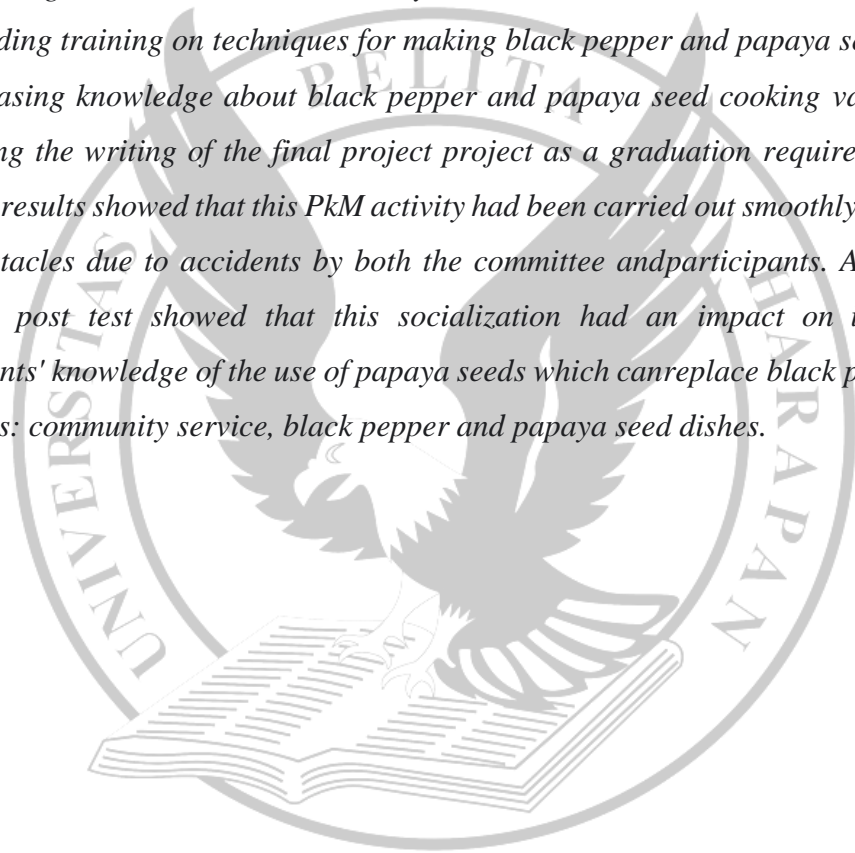 ding training on techniques for making black pepper and papaya se
asing knowledge about black pepper and papaya seed cooking va
ng the writing of the final project project as a graduation require
results showed that this PkM activity had been carried out smoothly
tacles due to accidents by both the committee andparticipants. A
post test showed that this socialization had an impact on i
nts' knowledge of the use of papaya seeds which canreplace black p
s: community service, black pepper and papaya seed dishes.
UNIVERSITAS PELITA HARAPAN